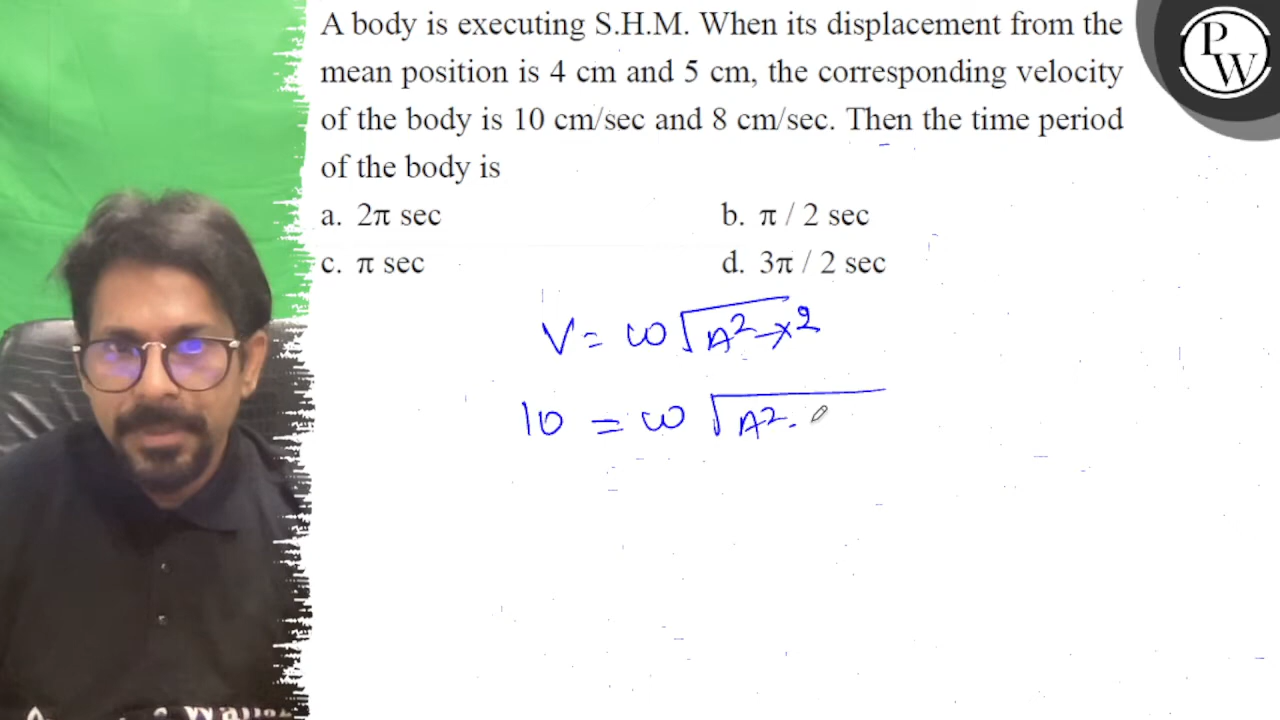 A body is executing S.H.M. When its displacement from the
mean position is 4 cm and 5 cm, the corresponding velocity
of the body is 10 cm/sec and 8 cm/sec. Then the time period
of the body is
a. 2π sec
b. π / 2 sec
c. π sec
d. 3π / 2 sec
V = ω √A² - x²
10 = ω √A² -
P
W